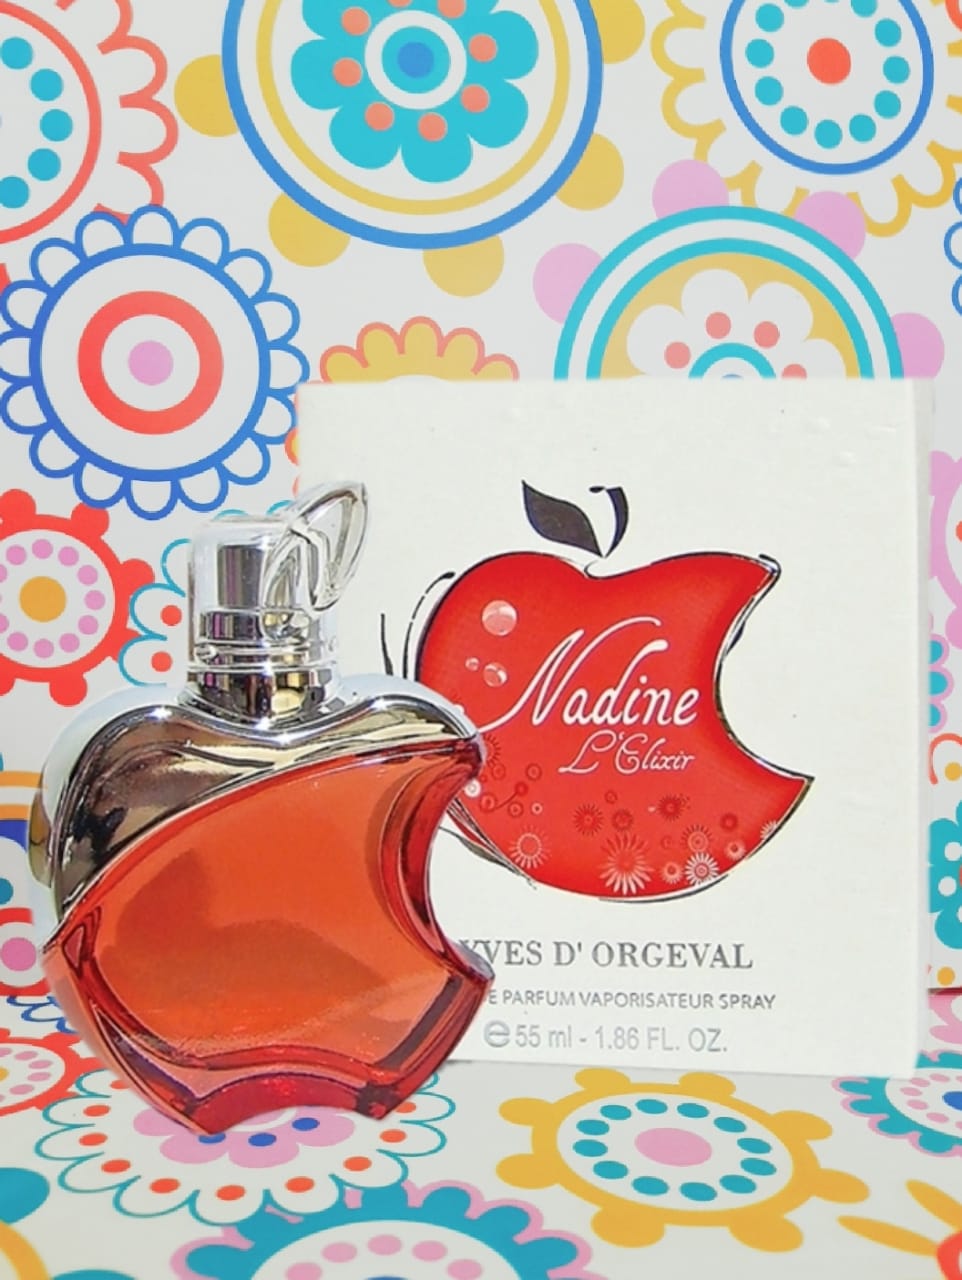 Nadine
L'Elixir
YVES D' ORGEVAL
PARFUM VAPORISATEUR SPRAY
℮ 55 ml - 1.86 FL. OZ.